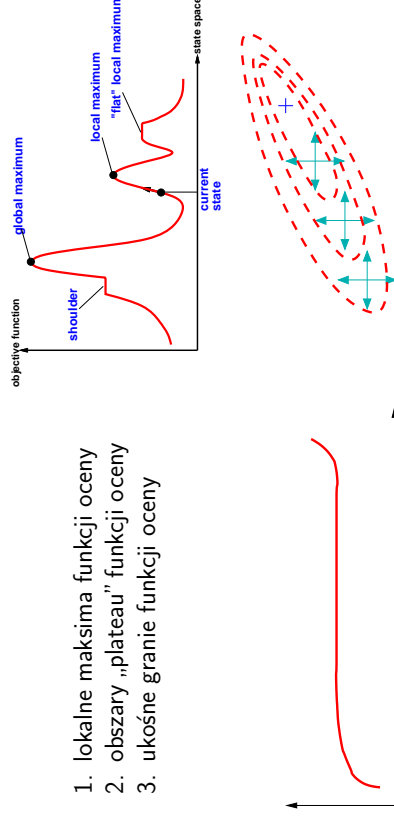 1. lokalne maksima funkcji oceny
2. obszary „plateau” funkcji oceny
3. ukośne granie funkcji oceny
objective function
global maximum
shoulder
local maximum
"flat" local maximum
current
state
state space